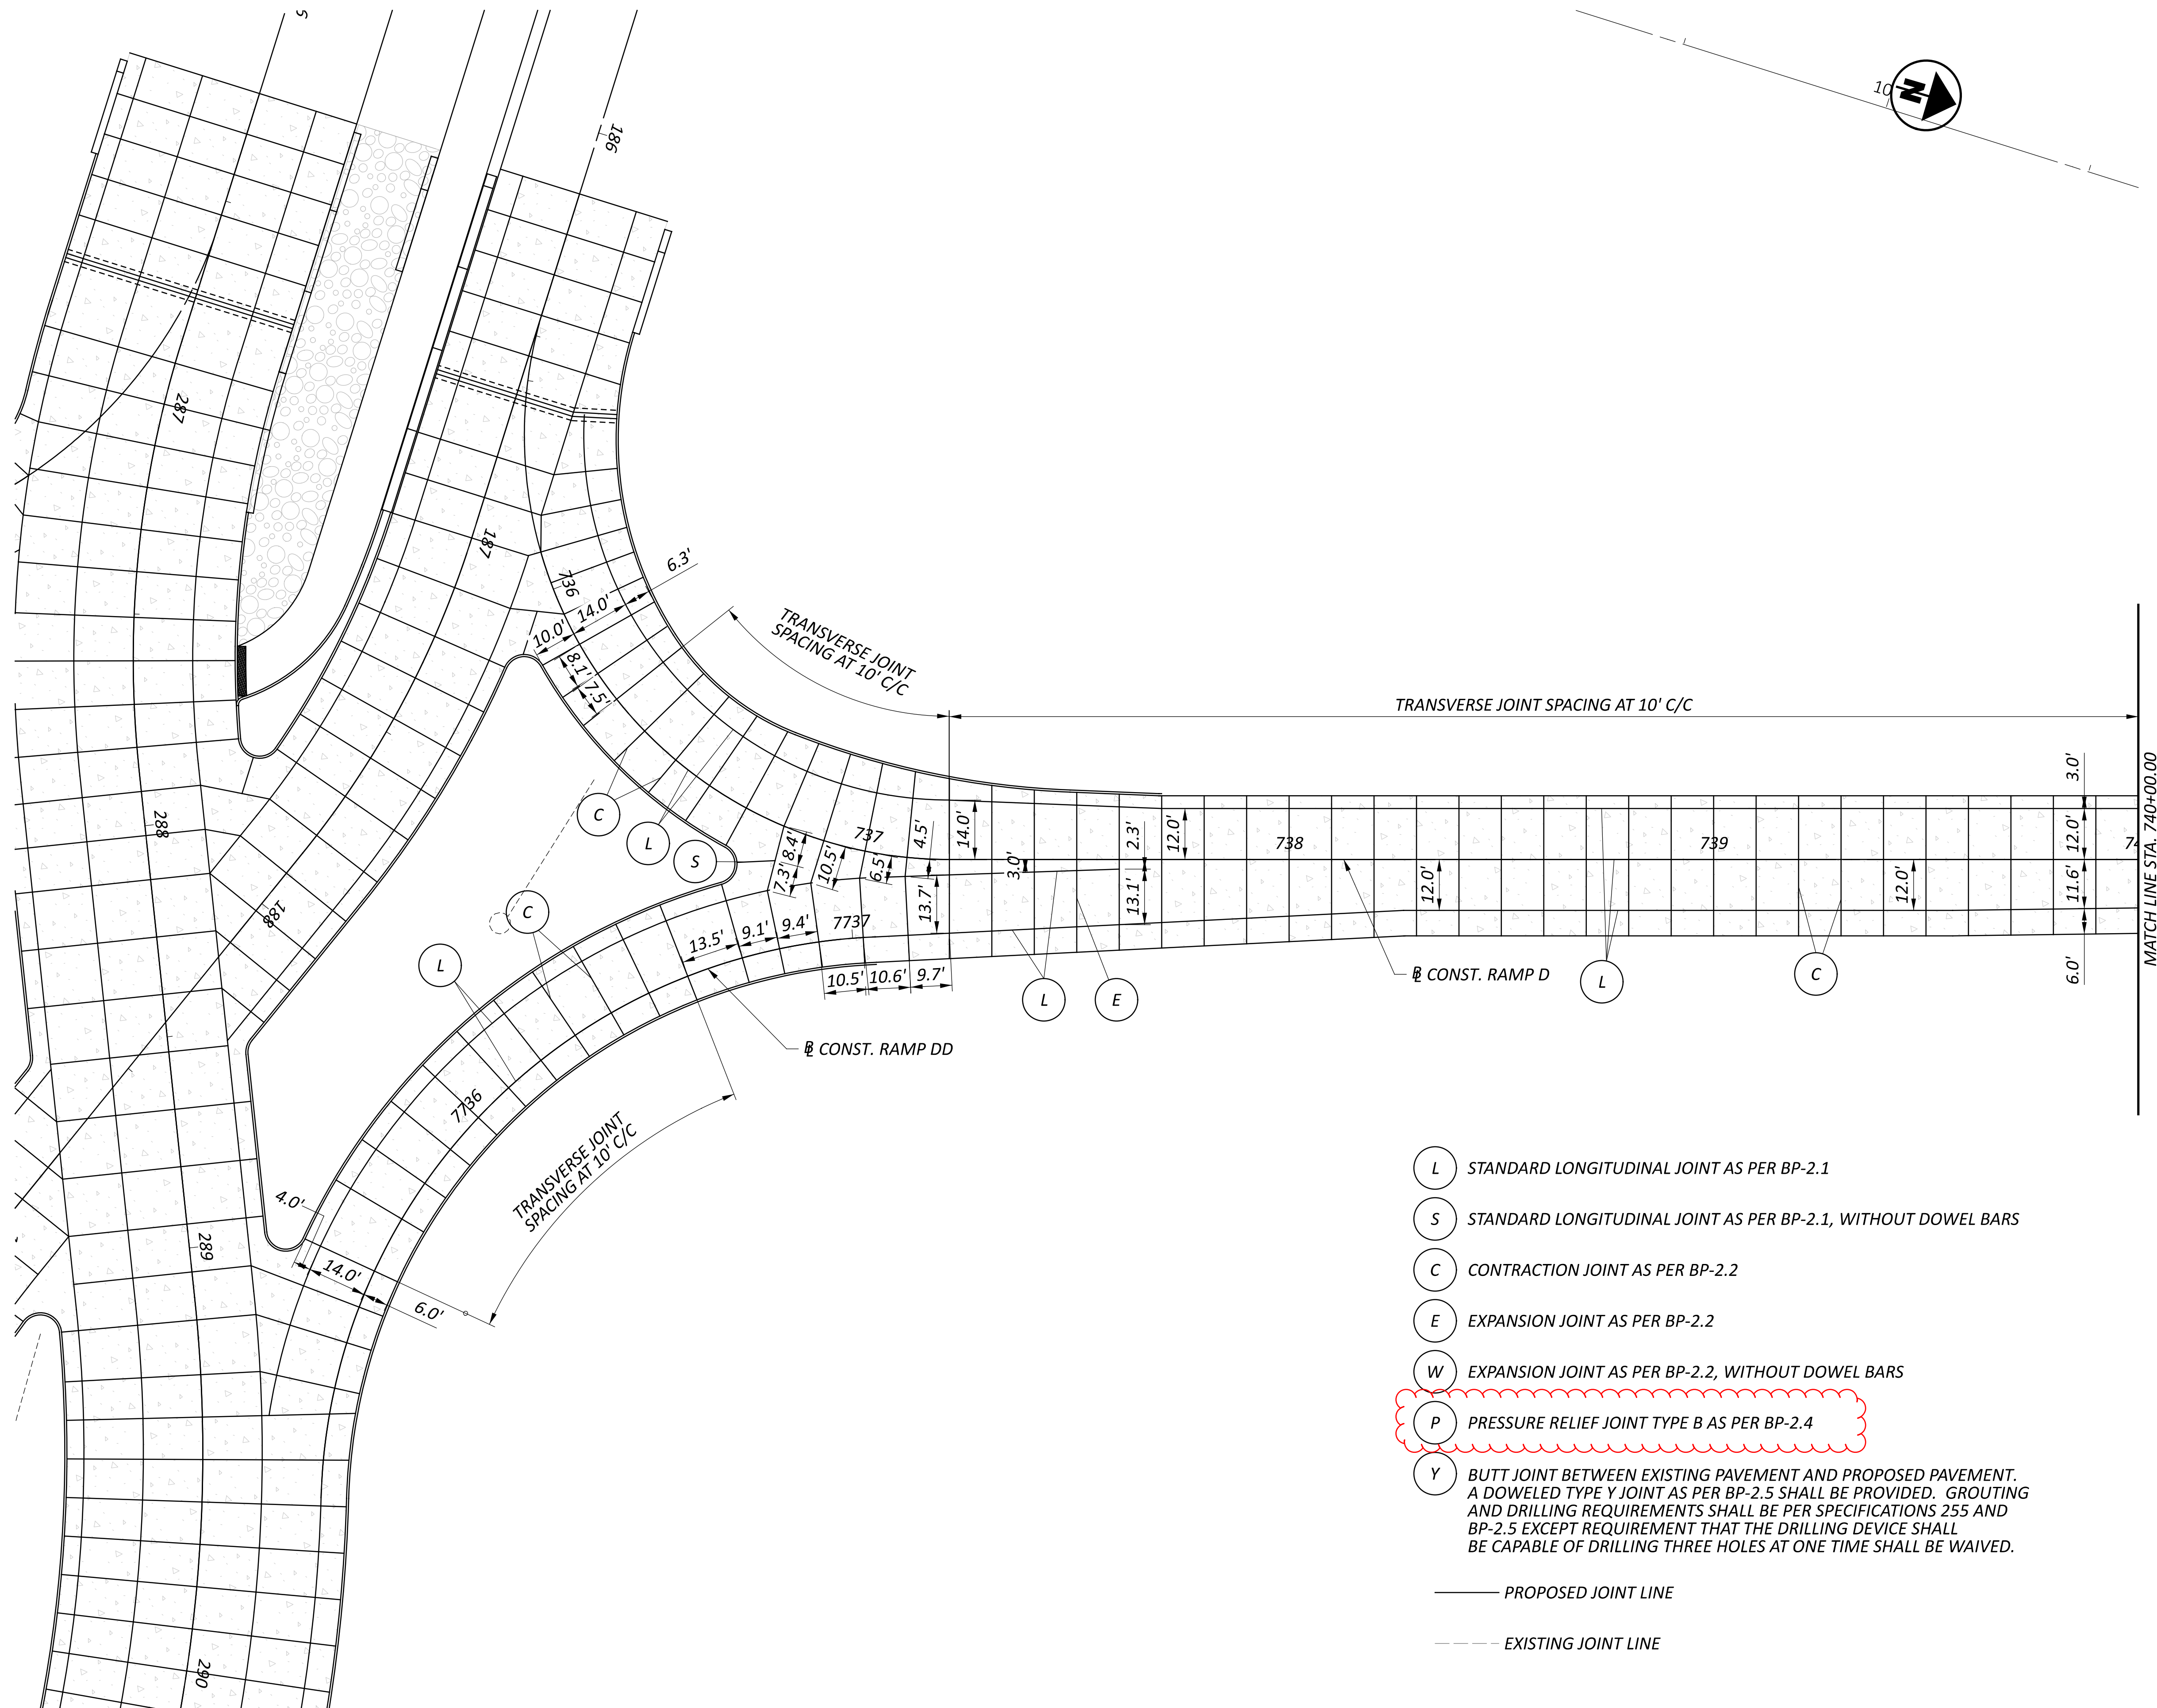 186
10
N
287
187
736
6.3'
14.0'
10.0'
8.1'
7.5'
TRANSVERSE JOINT
SPACING AT 10' C/C
TRANSVERSE JOINT SPACING AT 10' C/C
MATCH LINE STA. 740+00.00
3.0'
12.0'
11.6'
6.0'
288
188
C
L
S
8.4'
7.3'
10.5'
737
6.5'
4.5'
14.0'
3.0'
2.3'
12.0'
738
739
74
13.7'
13.1'
12.0'
12.0'
C
L
13.5'
9.1'
9.4'
7737
10.5'
10.6'
9.7'
L
E
L
C
CONST. RAMP D
CONST. RAMP DD
7736
TRANSVERSE JOINT
SPACING AT 10' C/C
4.0'
14.0'
6.0'
289
290
L STANDARD LONGITUDINAL JOINT AS PER BP-2.1
S STANDARD LONGITUDINAL JOINT AS PER BP-2.1, WITHOUT DOWEL BARS
C CONTRACTION JOINT AS PER BP-2.2
E EXPANSION JOINT AS PER BP-2.2
W EXPANSION JOINT AS PER BP-2.2, WITHOUT DOWEL BARS
P PRESSURE RELIEF JOINT TYPE B AS PER BP-2.4
Y BUTT JOINT BETWEEN EXISTING PAVEMENT AND PROPOSED PAVEMENT.
A DOWELED TYPE Y JOINT AS PER BP-2.5 SHALL BE PROVIDED. GROUTING
AND DRILLING REQUIREMENTS SHALL BE PER SPECIFICATIONS 255 AND
BP-2.5 EXCEPT REQUIREMENT THAT THE DRILLING DEVICE SHALL
BE CAPABLE OF DRILLING THREE HOLES AT ONE TIME SHALL BE WAIVED.
PROPOSED JOINT LINE
EXISTING JOINT LINE